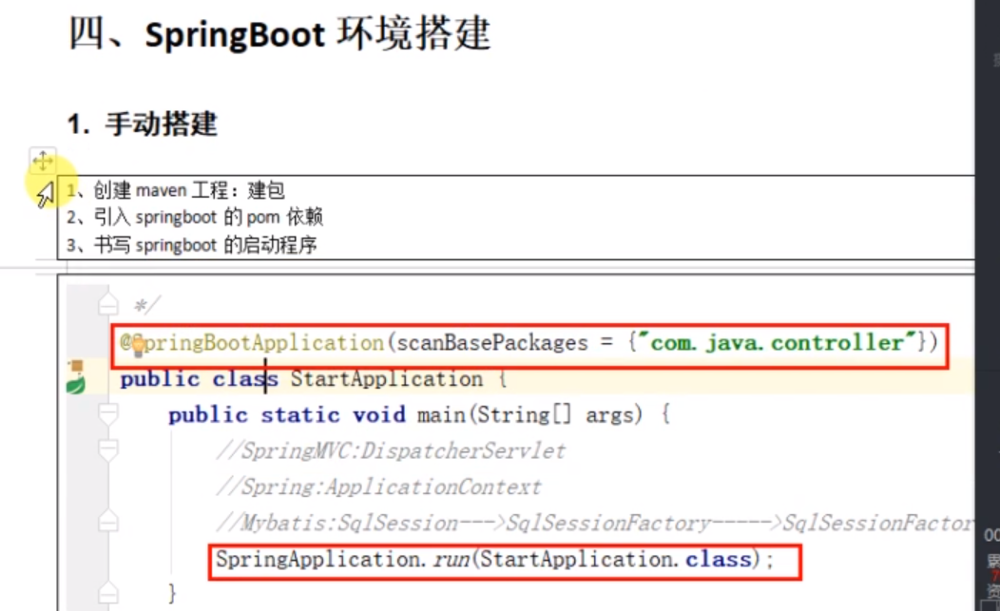 四、SpringBoot 环境搭建
1. 手动搭建
1、创建 maven 工程：建包
2、引入 springboot 的 pom 依赖
3、书写 springboot 的启动程序
*/
@SpringBootApplication(scanBasePackages = {"com.java.controller"})
public class StartApplication {
public static void main(String[] args) {
//SpringMVC:DispatcherServlet
//Spring:ApplicationContext
//Mybatis:SqlSession--->SqlSessionFactory----->SqlSessionFactor
SpringApplication.run(StartApplication.class);
}